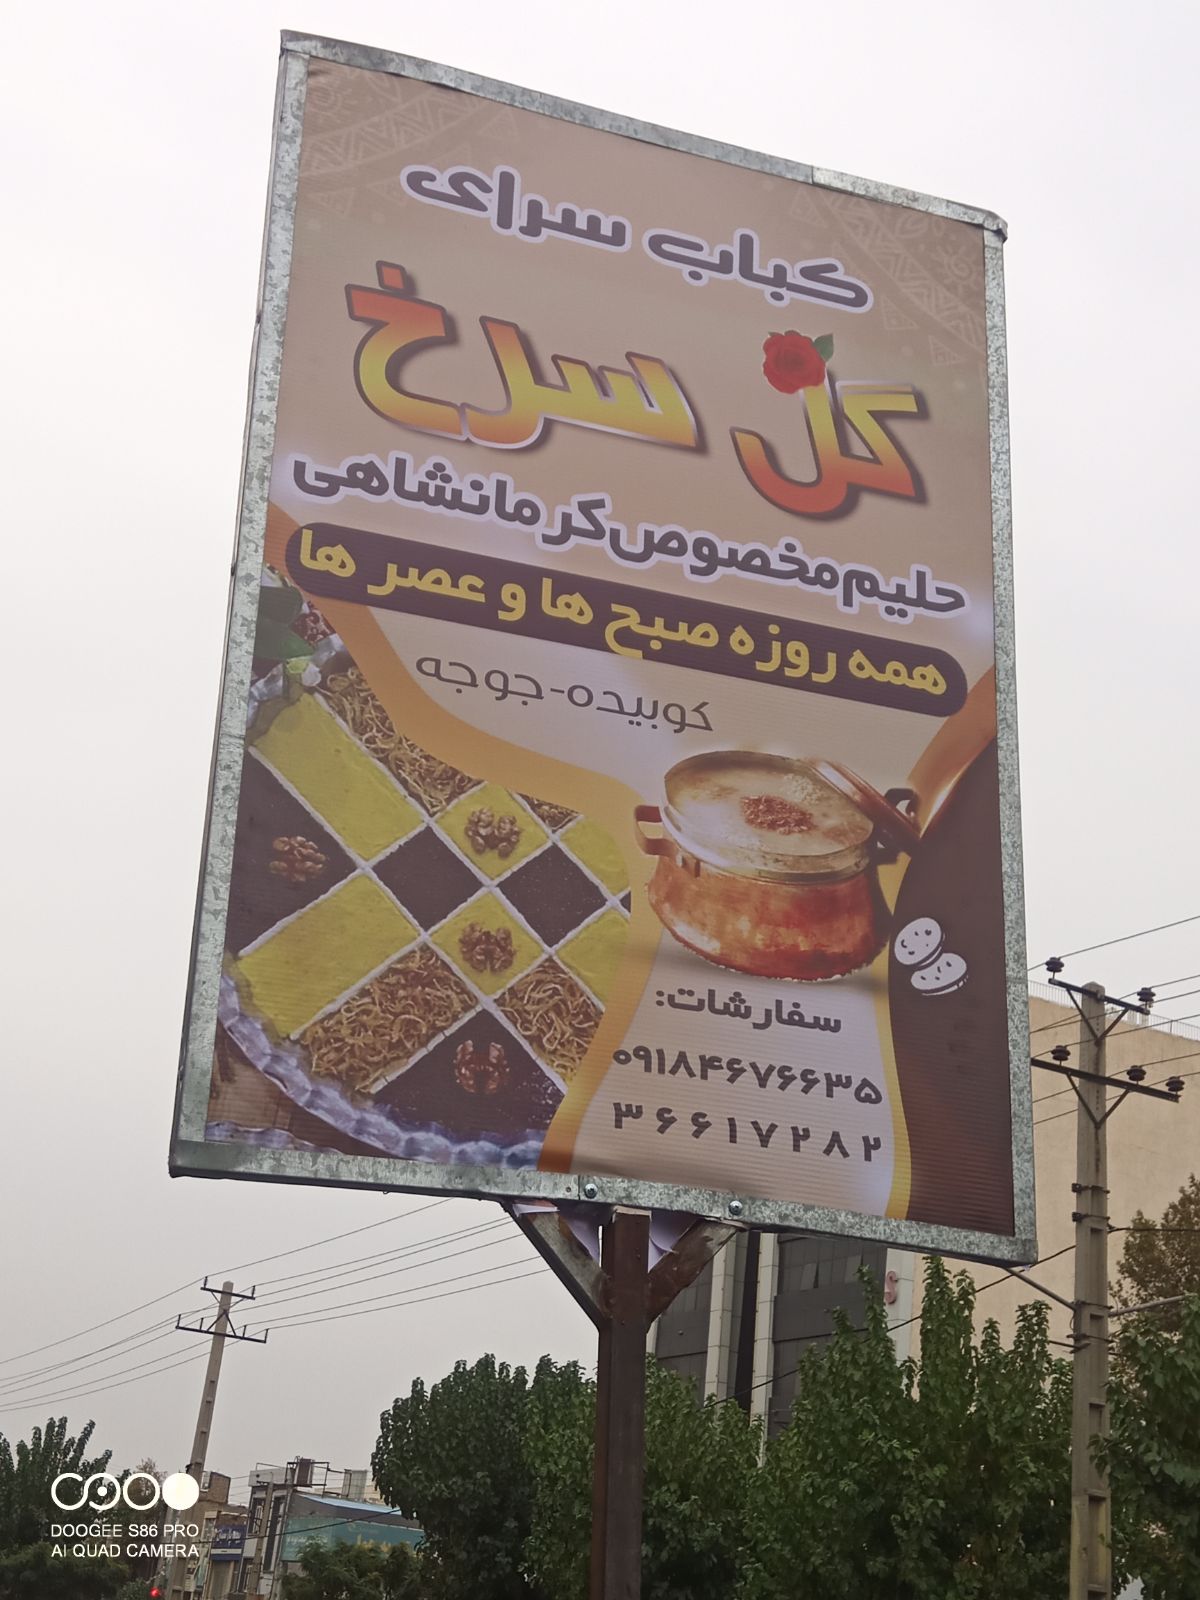 کباب سرای
گل سرخ
حلیم مخصوص کرمانشاهی
همه روزه صبح ها و عصر ها
کوبیده-جوجه
سفارشات:
۰۹۱۸۴۶۷۶۶۳۵
۳۶۶۱۷۲۸۲
DOOGEE S86 PRO
AI QUAD CAMERA